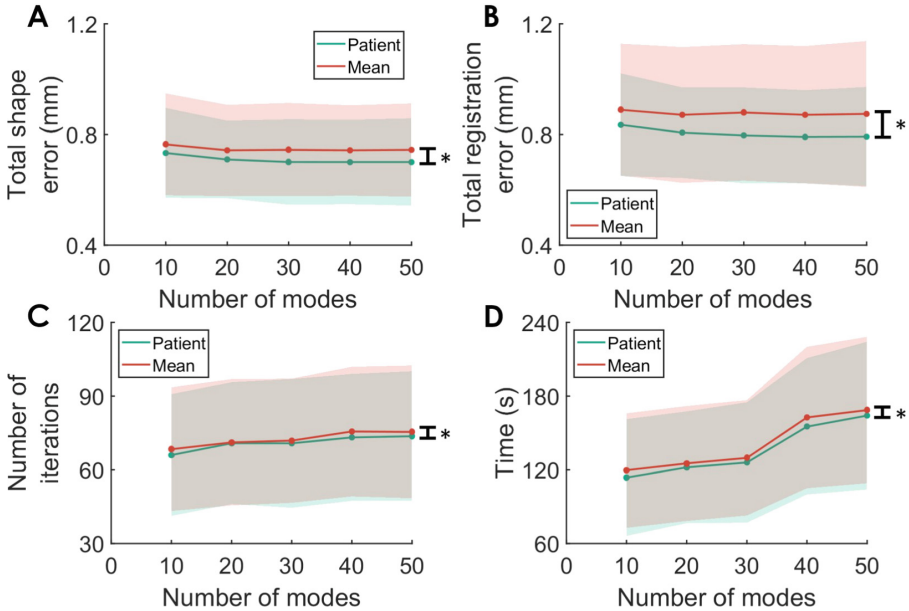 A
Total shape
error (mm)
1.2
0.8
0.4
0 10 20 30 40 50
Number of modes
Patient
Mean
*
B
Total registration
error (mm)
1.2
0.8
0.4
0 10 20 30 40 50
Number of modes
Patient
Mean
*
C
Number of
iterations
120
90
60
30
0 10 20 30 40 50
Number of modes
Patient
Mean
*
D
Time (s)
240
180
120
60
0 10 20 30 40 50
Number of modes
Patient
Mean
*